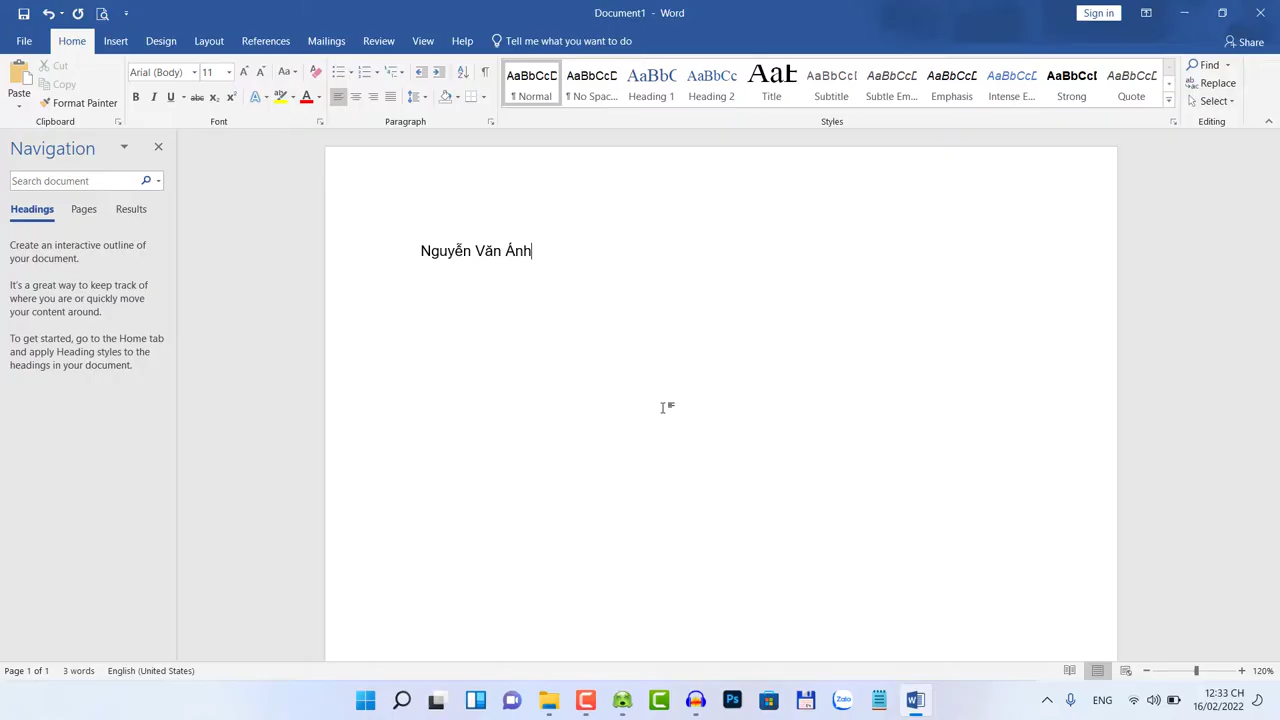 Document1 - Word
Sign in
File Home Insert Design Layout References Mailings Review View Help Tell me what you want to do Share
Paste
Cut
Copy
Format Painter
Clipboard
Arial (Body) 11
Font
Paragraph
AaBbCcD AaBbCcD AaBbC AaBbCc AaB AaBbCcD AaBbCcD AaBbCcD AaBbCcD AaBbCcD AaBbCcD
¶ Normal ¶ No Spac... Heading 1 Heading 2 Title Subtitle Subtle Em... Emphasis Intense E... Strong Quote
Styles
Find
Replace
Select
Editing
Navigation
Search document
Headings Pages Results
Create an interactive outline of
your document.
It's a great way to keep track of
where you are or quickly move
your content around.
To get started, go to the Home tab
and apply Heading styles to the
headings in your document.
Nguyễn Văn Ánh
Page 1 of 1 3 words English (United States) 120%
Ps Zalo ENG
12:33 CH
16/02/2022